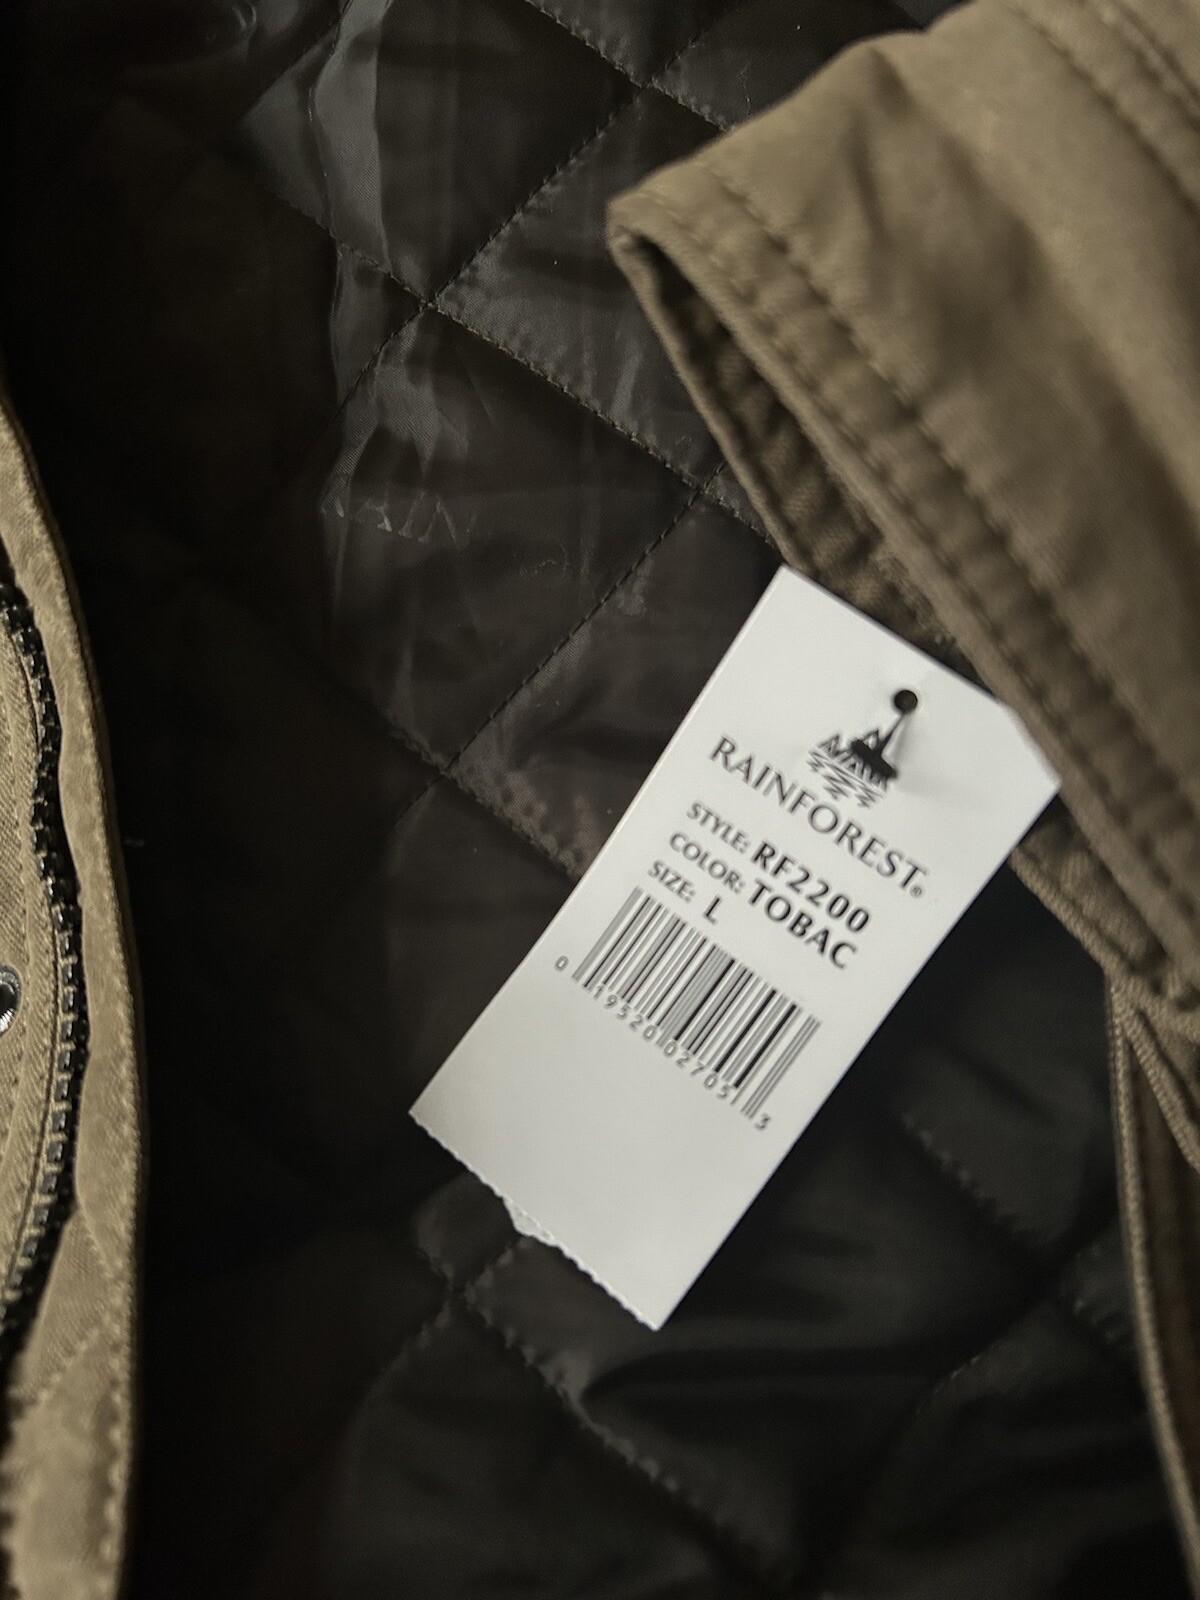 RAINFOREST®
STYLE: RF2200
COLOR: TOBAC
SIZE: L
0 19520 02705 3